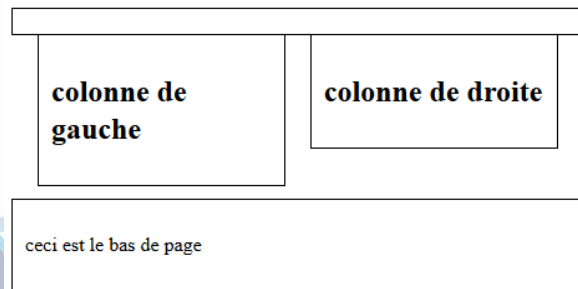 colonne de
gauche
colonne de droite
ceci est le bas de page